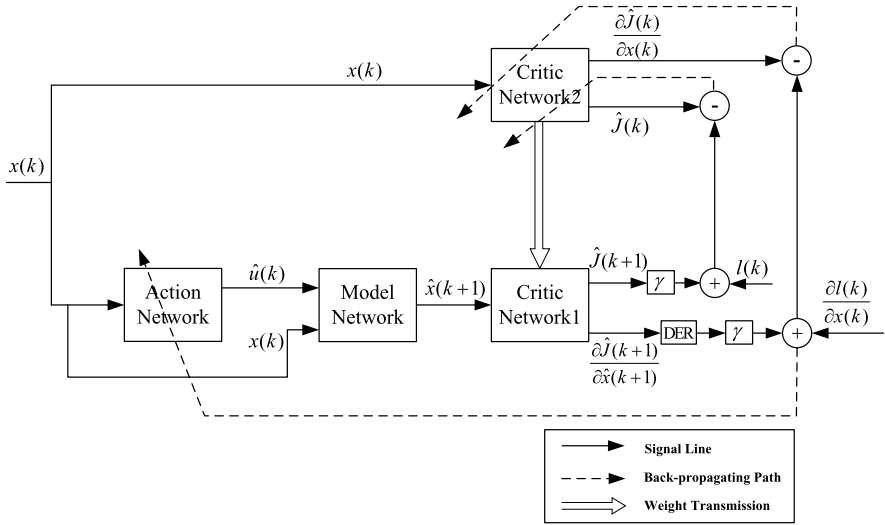 ∂Ĵ(k)
∂x(k)
-
x(k)
Critic
Network2
-
Ĵ(k)
x(k)
Ĵ(k+1)
l(k)
γ
+
û(k)
Action
Network
Model
Network
x̂(k+1)
Critic
Network1
∂l(k)
∂x(k)
x(k)
DER
γ
+
∂Ĵ(k+1)
∂x̂(k+1)
Signal Line
Back-propagating Path
Weight Transmission